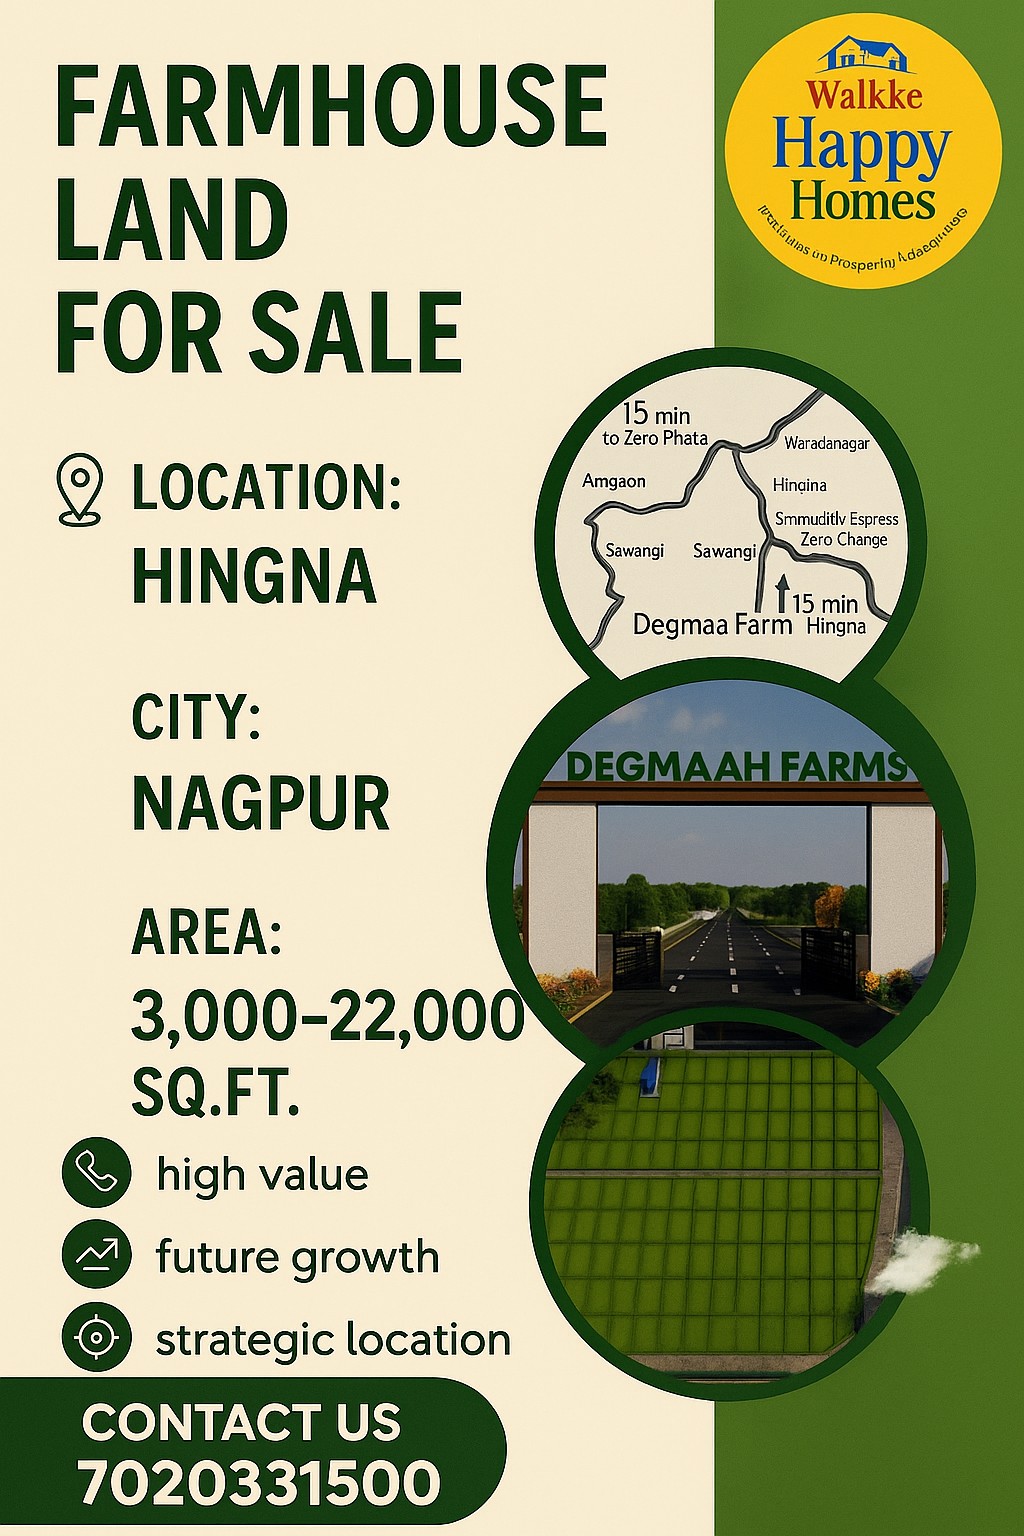 FARMHOUSE
LAND
FOR SALE
Walkke
Happy
Homes
on Prosperin
LOCATION:
HINGNA
15 min
to Zero Phata
Waradanagar
Amgaon
Hingina
Smmuditlv Espress
Zero Change
Sawangi
Sawangi
15 min
Degmaa Farm
Hingna
CITY:
NAGPUR
DEGMAAH FARMS
AREA:
3,000–22,000
SQ.FT.
high value
future growth
strategic location
CONTACT US
7020331500